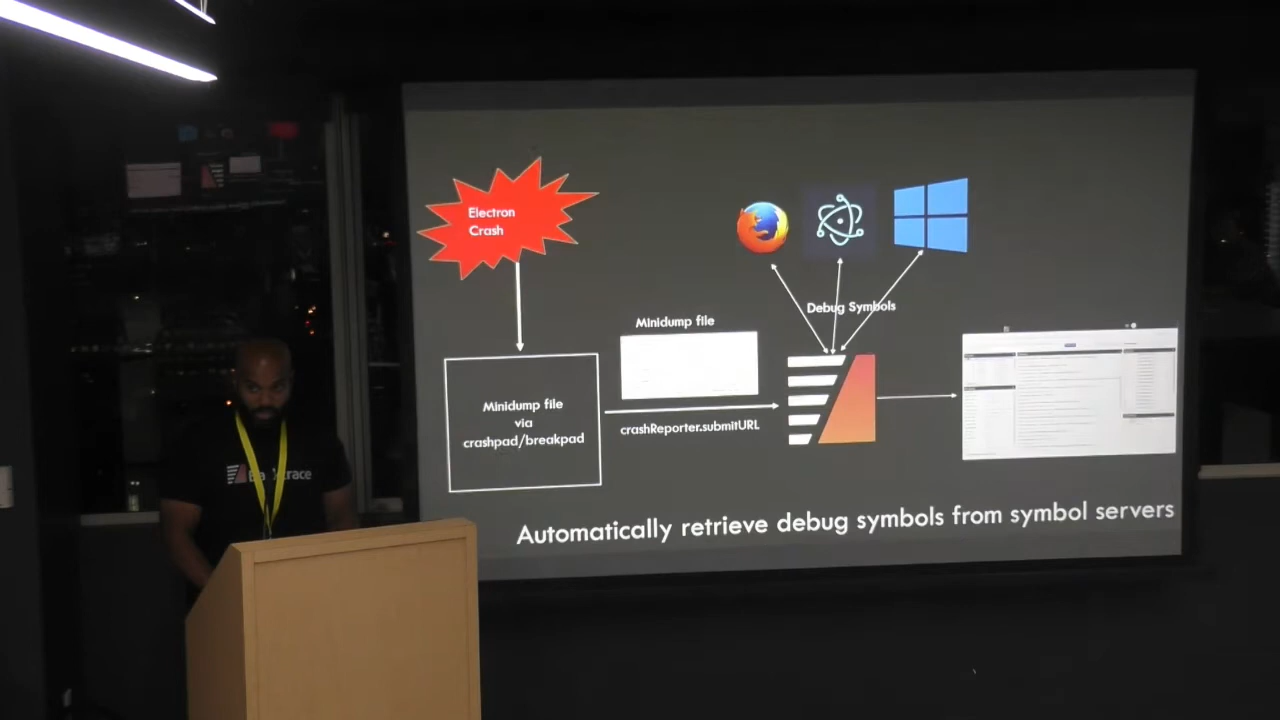 Electron
Crash
Debug Symbols
Minidump file
Minidump file
via
crashpad/breakpad
crashReporter.submitURL
Automatically retrieve debug symbols from symbol servers